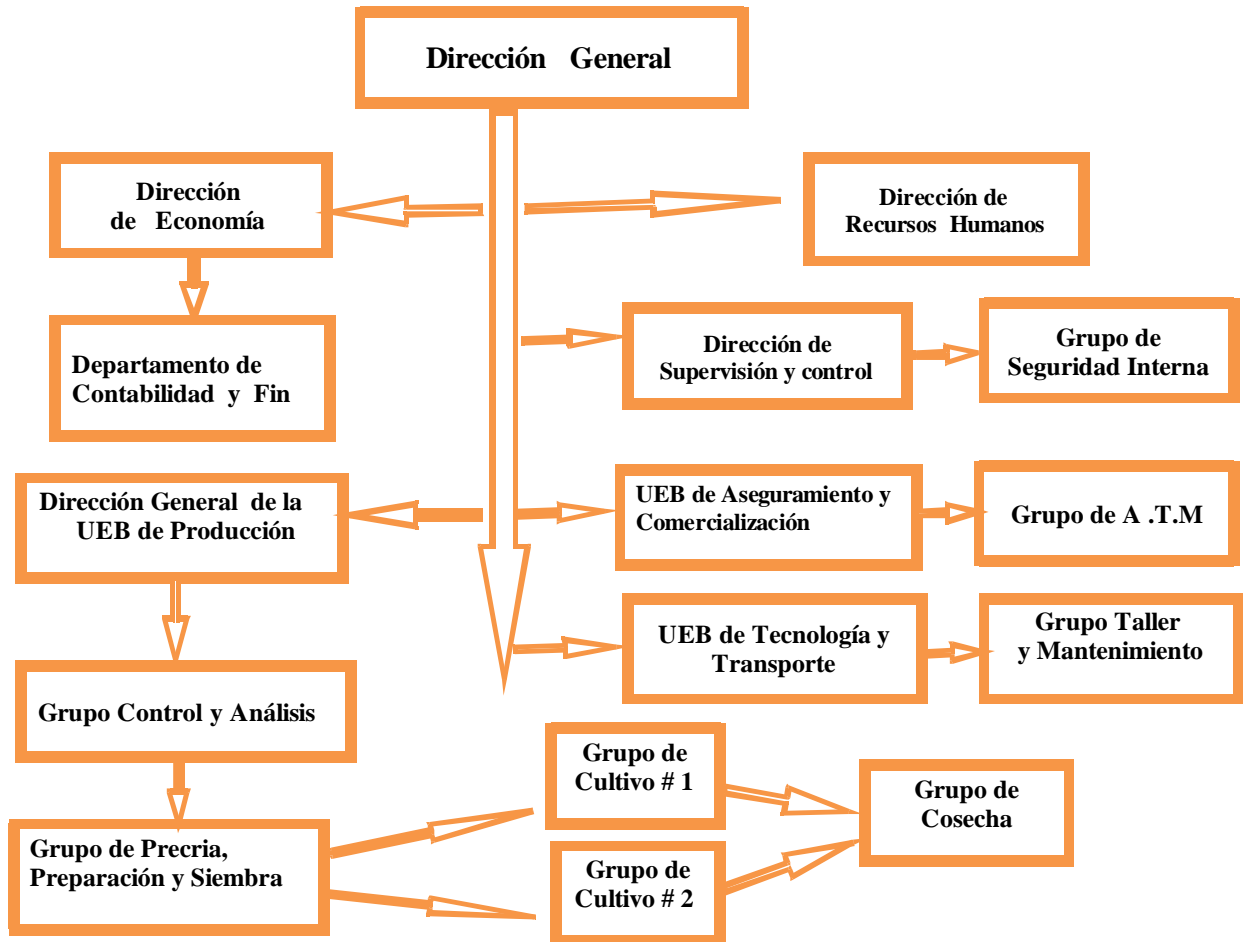 Dirección General
Dirección
de Economía
Dirección de
Recursos Humanos
Departamento de
Contabilidad y Fin
Dirección de
Supervisión y control
Grupo de
Seguridad Interna
Dirección General de la
UEB de Producción
UEB de Aseguramiento y
Comercialización
Grupo de A .T.M
UEB de Tecnología y
Transporte
Grupo Taller
y Mantenimiento
Grupo Control y Análisis
Grupo de
Cultivo # 1
Grupo de
Cosecha
Grupo de Precria,
Preparación y Siembra
Grupo de
Cultivo # 2